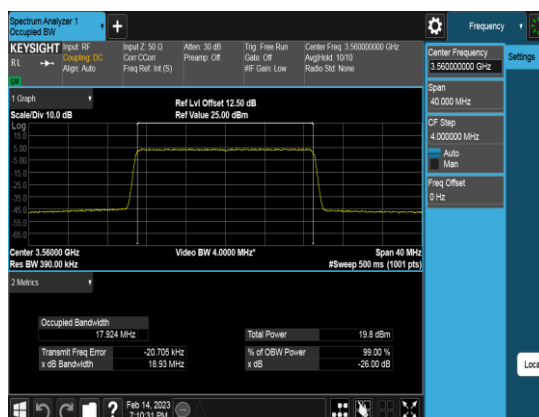 Spectrum Analyzer 1
Occupied BW
+
Frequency
KEYSIGHT
Input: RF
Coupling: DC
Align: Auto
Input Z: 50 Ω
Corr CCorr
Freq Ref: Int (S)
Atten: 30 dB
Preamp: Off
Trig: Free Run
Gate: Off
#IF Gain: Low
Center Freq: 3.560000000 GHz
Avg|Hold: 10/10
Radio Std: None
RL
Center Frequency
3.560000000 GHz
Settings
Span
40.000 MHz
CF Step
4.000000 MHz
Auto
Man
Freq Offset
0 Hz
1 Graph
Scale/Div 10.0 dB
Ref Lvl Offset 12.50 dB
Ref Value 25.00 dBm
Log
15.0
5.00
-5.00
-15.0
-25.0
-35.0
-45.0
-55.0
-65.0
Center 3.56000 GHz
Res BW 390.00 kHz
Video BW 4.0000 MHz*
Span 40 MHz
#Sweep 500 ms (1001 pts)
2 Metrics
Occupied Bandwidth
17.924 MHz
Total Power 19.8 dBm
Transmit Freq Error -20.705 kHz
% of OBW Power 99.00 %
x dB Bandwidth 18.93 MHz
x dB -26.00 dB
Loca
?
Feb 14, 2023
7:10:31 PM